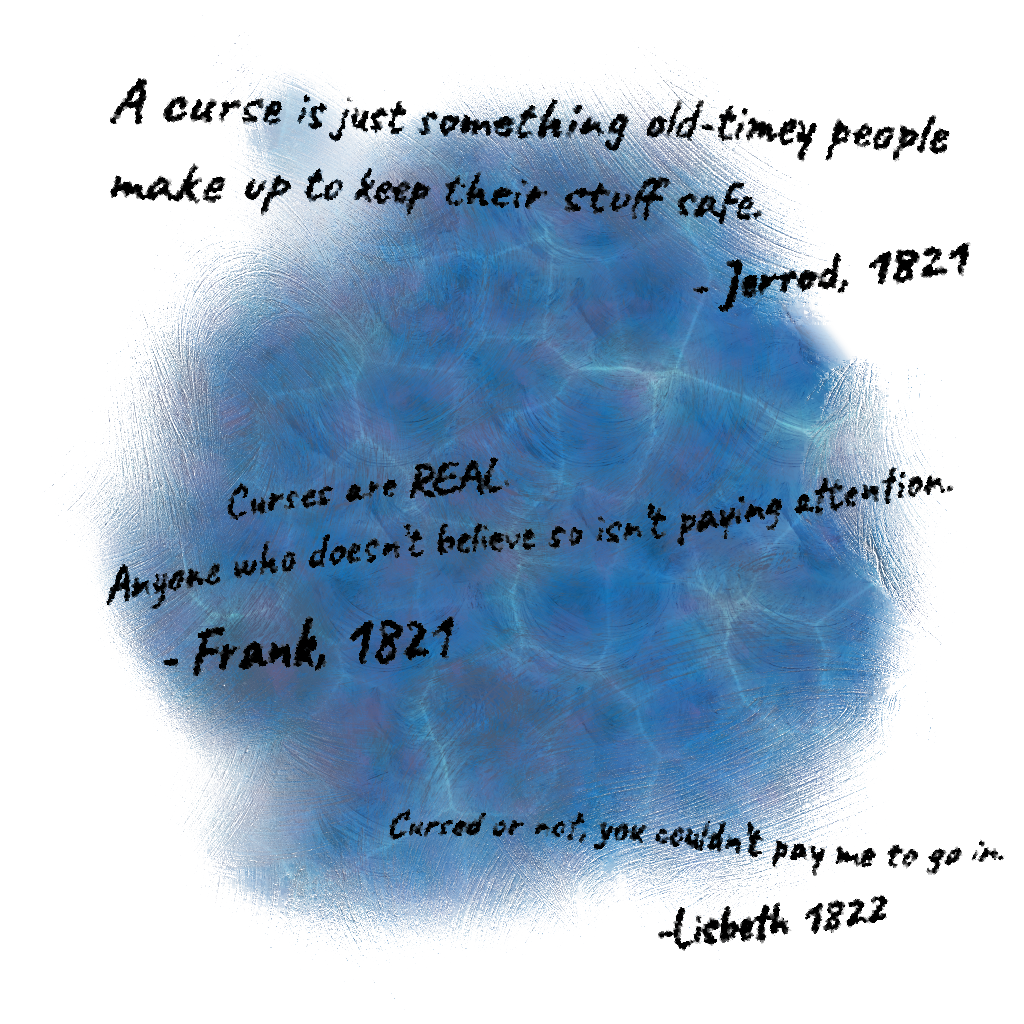 A curse is just something old-timey people
make up to keep their stuff safe.
- Jerrod, 1821
Curses are REAL.
Anyone who doesn't believe so isn't paying attention.
- Frank, 1821
Cursed or not, you couldn't pay me to go in.
-Lisbeth 1822